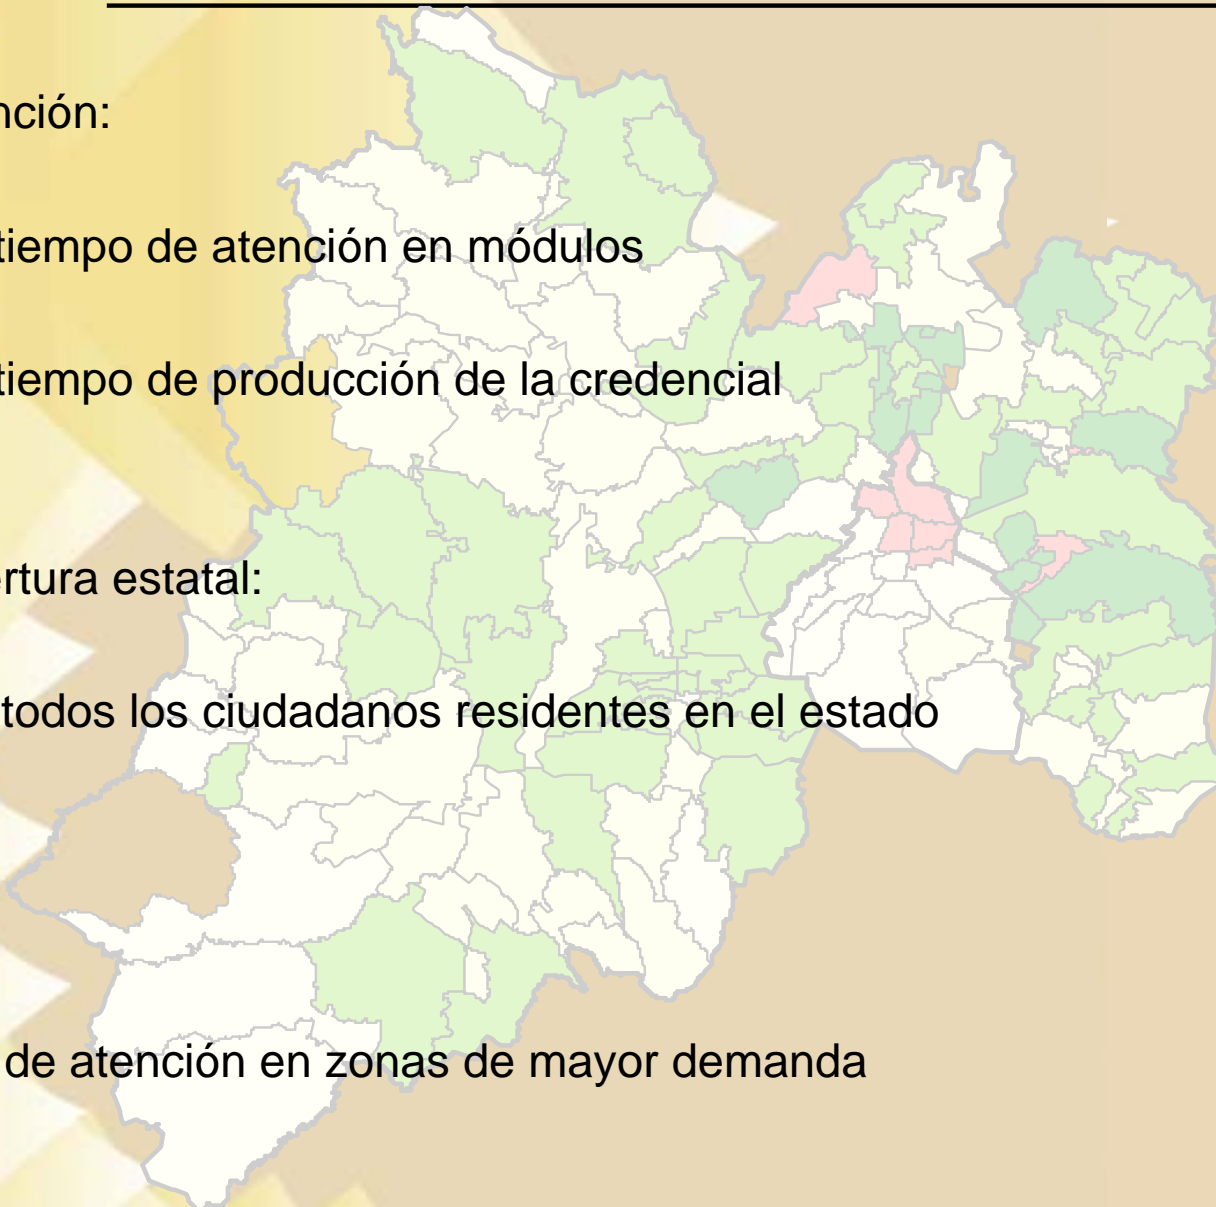 nción:
tiempo de atención en módulos
tiempo de producción de la credencial
ertura estatal:
todos los ciudadanos residentes en el estado
de atención en zonas de mayor demanda